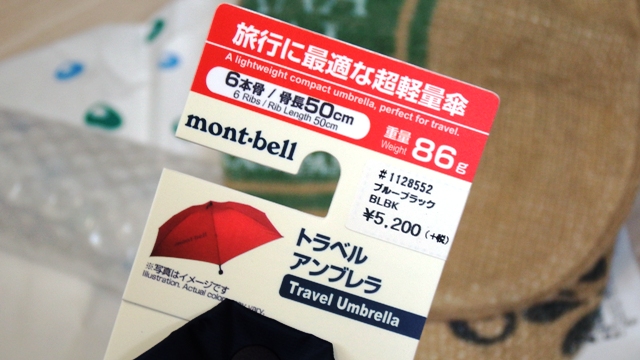 旅行に最適な超軽量傘
A lightweight compact umbrella, perfect for travel.
6本骨 / 骨長50cm
6 Ribs / Rib Length 50cm
重量
Weight
86g
mont·bell
#1128552
ブルーブラック
BLBK
¥5,200 (+税)
トラベル
アンブレラ
Travel Umbrella
※写真はイメージです
Illustration. Actual color may vary.